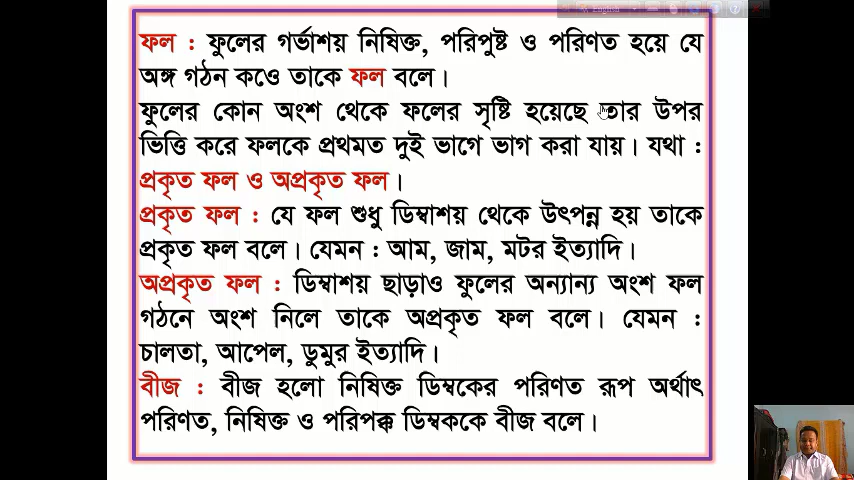 English
ফল : ফুলের গর্ভাশয় নিষিক্ত, পরিপুষ্ট ও পরিণত হয়ে যে
অঙ্গ গঠন কওে তাকে ফল বলে।
ফুলের কোন অংশ থেকে ফলের সৃষ্টি হয়েছে তার উপর
ভিত্তি করে ফলকে প্রথমত দুই ভাগে ভাগ করা যায়। যথা :
প্রকৃত ফল ও অপ্রকৃত ফল।
প্রকৃত ফল : যে ফল শুধু ডিম্বাশয় থেকে উৎপন্ন হয় তাকে
প্রকৃত ফল বলে। যেমন : আম, জাম, মটর ইত্যাদি।
অপ্রকৃত ফল : ডিম্বাশয় ছাড়াও ফুলের অন্যান্য অংশ ফল
গঠনে অংশ নিলে তাকে অপ্রকৃত ফল বলে। যেমন :
চালতা, আপেল, ডুমুর ইত্যাদি।
বীজ : বীজ হলো নিষিক্ত ডিম্বকের পরিণত রূপ অর্থাৎ
পরিণত, নিষিক্ত ও পরিপক্ক ডিম্বককে বীজ বলে।